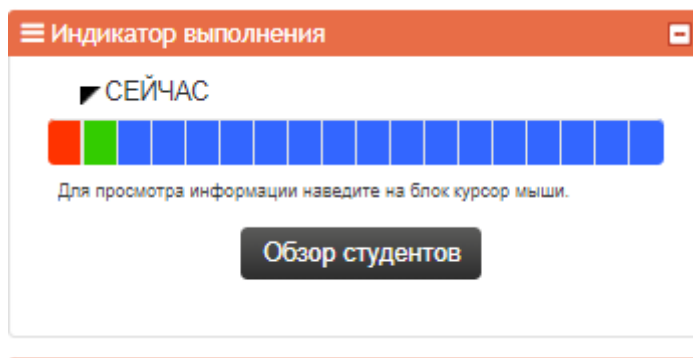 Индикатор выполнения
СЕЙЧАС
Для просмотра информации наведите на блок курсор мыши.
Обзор студентов